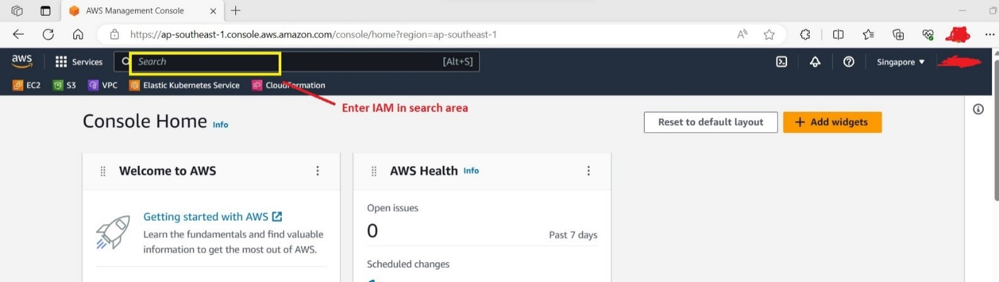 AWS Management Console
https://ap-southeast-1.console.aws.amazon.com/console/home?region=ap-southeast-1
aws Services Search [Alt+S] Singapore
EC2 S3 VPC Elastic Kubernetes Service CloudFormation
Enter IAM in search area
Console Home Info Reset to default layout + Add widgets
Welcome to AWS
Getting started with AWS
Learn the fundamentals and find valuable
information to get the most out of AWS.
AWS Health Info
Open issues
0 Past 7 days
Scheduled changes